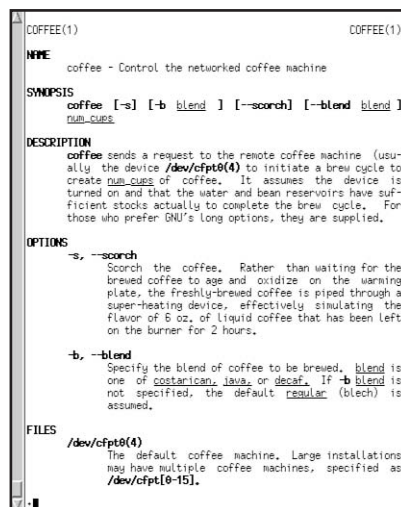 COFFEE(1) COFFEE(1)
NAME
coffee - Control the networked coffee machine
SYNOPSIS
coffee [-s] [-b blend ] [--scorch] [--blend blend ]
num_cups
DESCRIPTION
coffee sends a request to the remote coffee machine (usu-
ally the device /dev/cfpt0(4) to initiate a brew cycle to
create num_cups of coffee. It assumes the device is
turned on and that the water and bean reservoirs have suf-
ficient stocks actually to complete the brew cycle. For
those who prefer GNU's long options, they are supplied.
OPTIONS
-s, --scorch
Scorch the coffee. Rather than waiting for the
brewed coffee to age and oxidize on the warming
plate, the freshly-brewed coffee is piped through a
super-heating device, effectively simulating the
flavor of 6 oz. of liquid coffee that has been left
on the burner for 2 hours.
-b, --blend
Specify the blend of coffee to be brewed. blend is
one of costarican, java, or decaf. If -b blend is
not specified, the default regular (blech) is
assumed.
FILES
/dev/cfpt0(4)
The default coffee machine. Large installations
may have multiple coffee machines, specified as
/dev/cfpt[0-15].
: